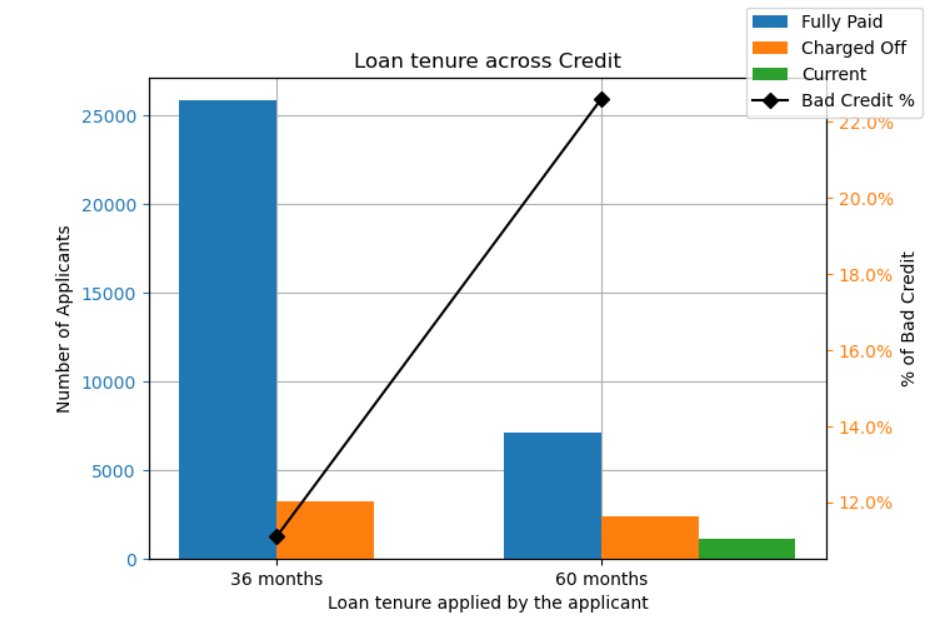 Fully Paid
Charged Off
Current
Bad Credit %
Loan tenure across Credit
25000
20000
15000
10000
5000
0
Number of Applicants
22.0%
20.0%
18.0%
16.0%
14.0%
12.0%
% of Bad Credit
36 months
60 months
Loan tenure applied by the applicant